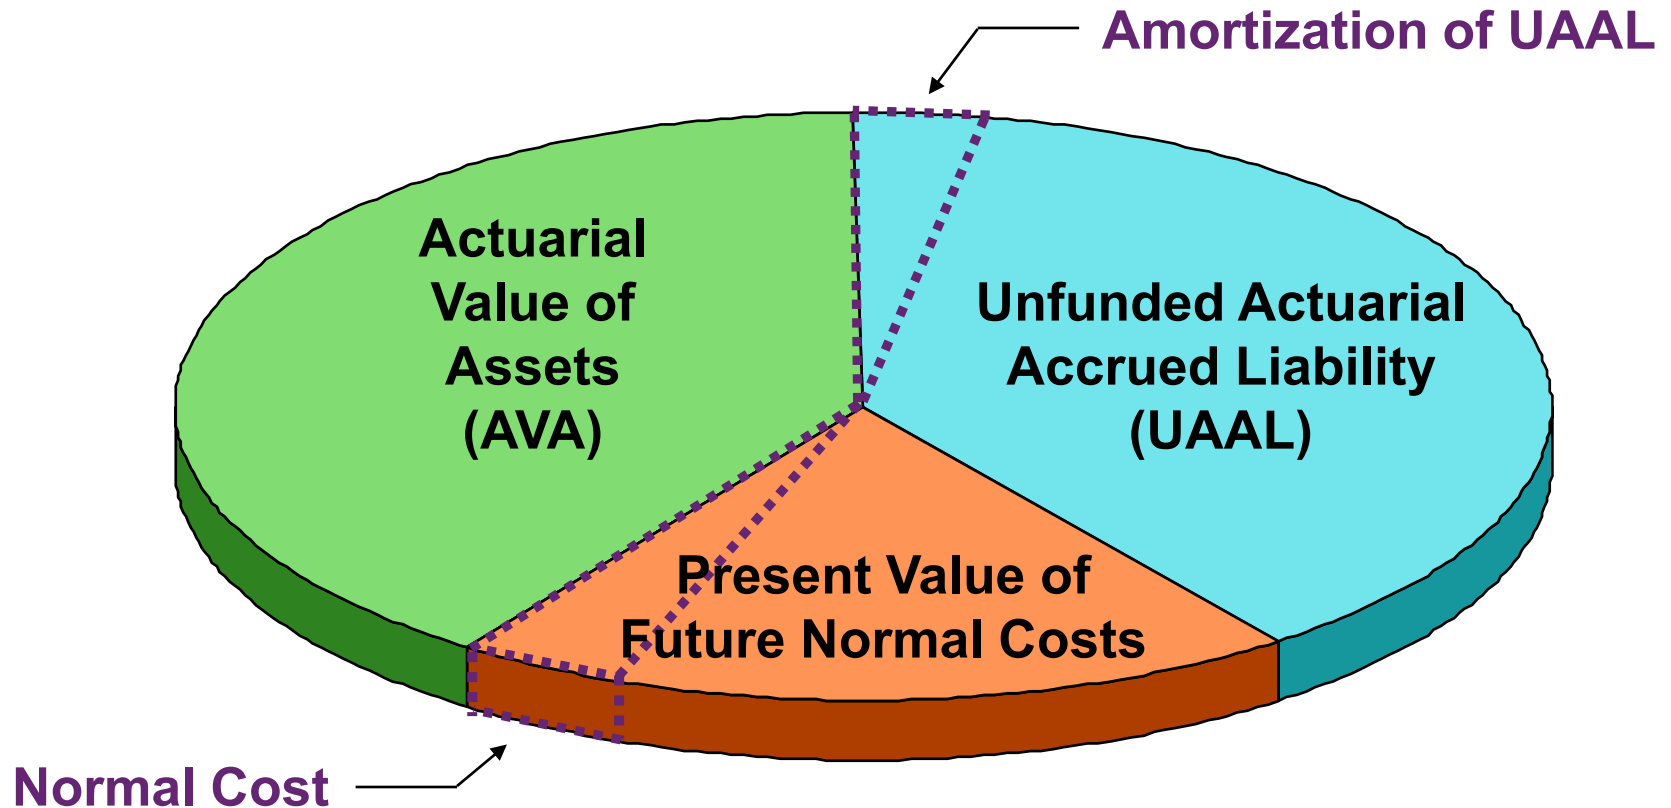 Amortization of UAAL
Actuarial
Value of
Assets
(AVA)
Unfunded Actuarial
Accrued Liability
(UAAL)
Present Value of
Future Normal Costs
Normal Cost